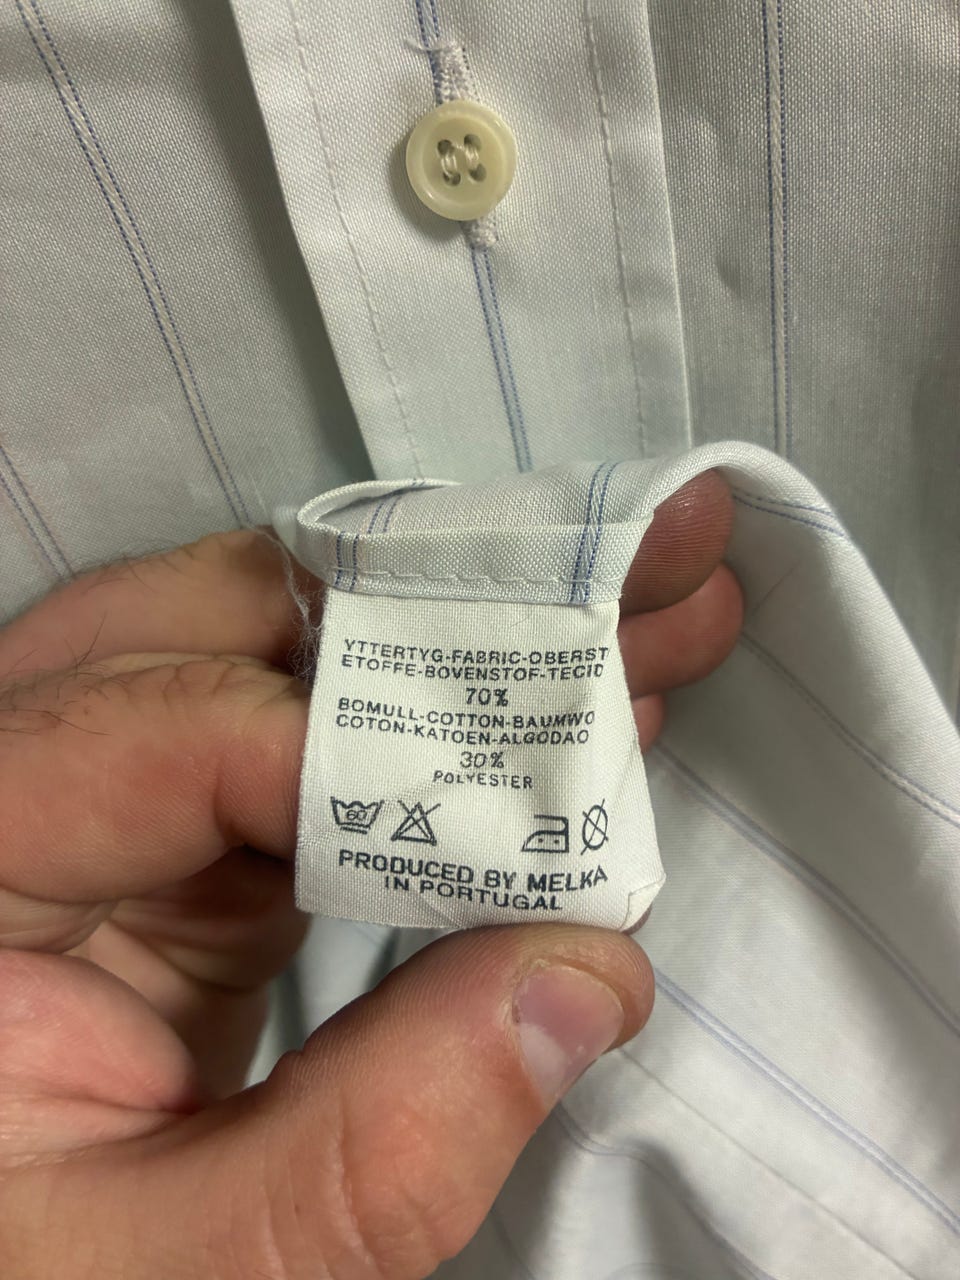 YTTERTYG-FABRIC-OBERST
ETOFFE-BOVENSTOF-TECID
70%
BOMULL-COTTON-BAUMWO
COTON-KATOEN-ALGODAO
30%
POLYESTER
60
PRODUCED BY MELKA
IN PORTUGAL